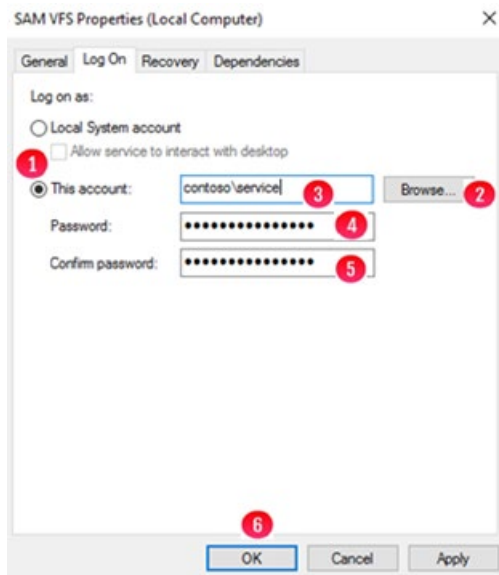 SAM VFS Properties (Local Computer)
General Log On Recovery Dependencies
Log on as:
Local System account
Allow service to interact with desktop
1
This account: contoso\service 3 Browse... 2
Password: ••••••••••••••• 4
Confirm password: ••••••••••••••• 5
6
OK Cancel Apply